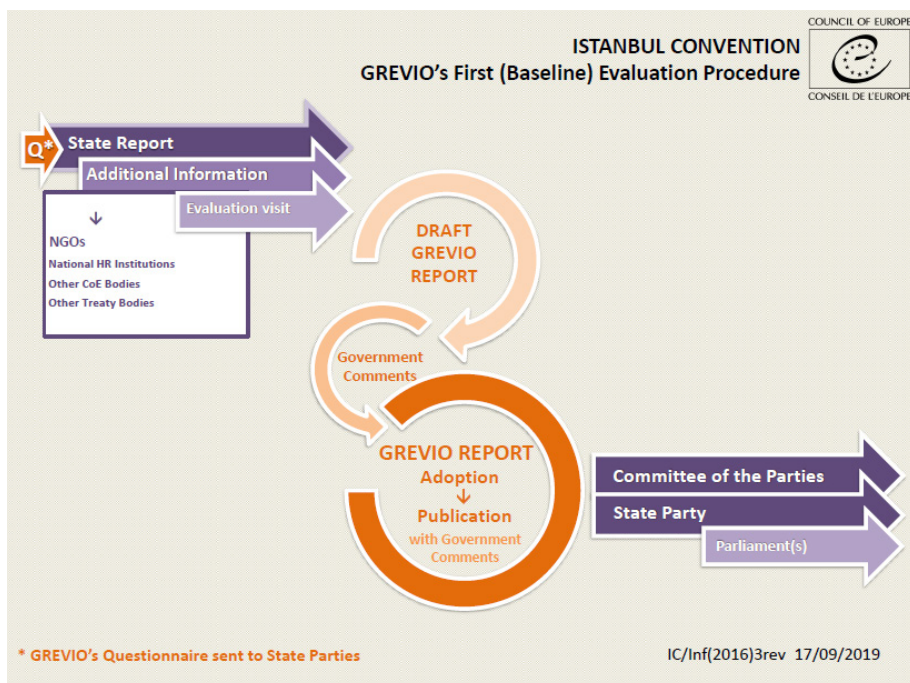 COUNCIL OF EUROPE
CONSEIL DE L'EUROPE
ISTANBUL CONVENTION
GREVIO's First (Baseline) Evaluation Procedure
Q*
State Report
Additional Information
Evaluation visit
↓
NGOs
National HR Institutions
Other CoE Bodies
Other Treaty Bodies
DRAFT
GREVIO
REPORT
Government
Comments
GREVIO REPORT
Adoption
↓
Publication
with Government
Comments
Committee of the Parties
State Party
Parliament(s)
* GREVIO's Questionnaire sent to State Parties
IC/Inf(2016)3rev 17/09/2019